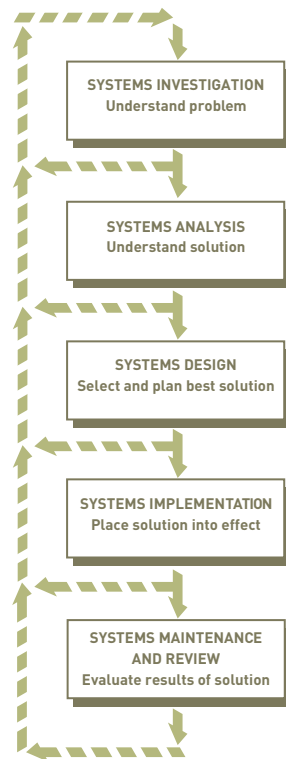 SYSTEMS INVESTIGATION
Understand problem
SYSTEMS ANALYSIS
Understand solution
SYSTEMS DESIGN
Select and plan best solution
SYSTEMS IMPLEMENTATION
Place solution into effect
SYSTEMS MAINTENANCE
AND REVIEW
Evaluate results of solution